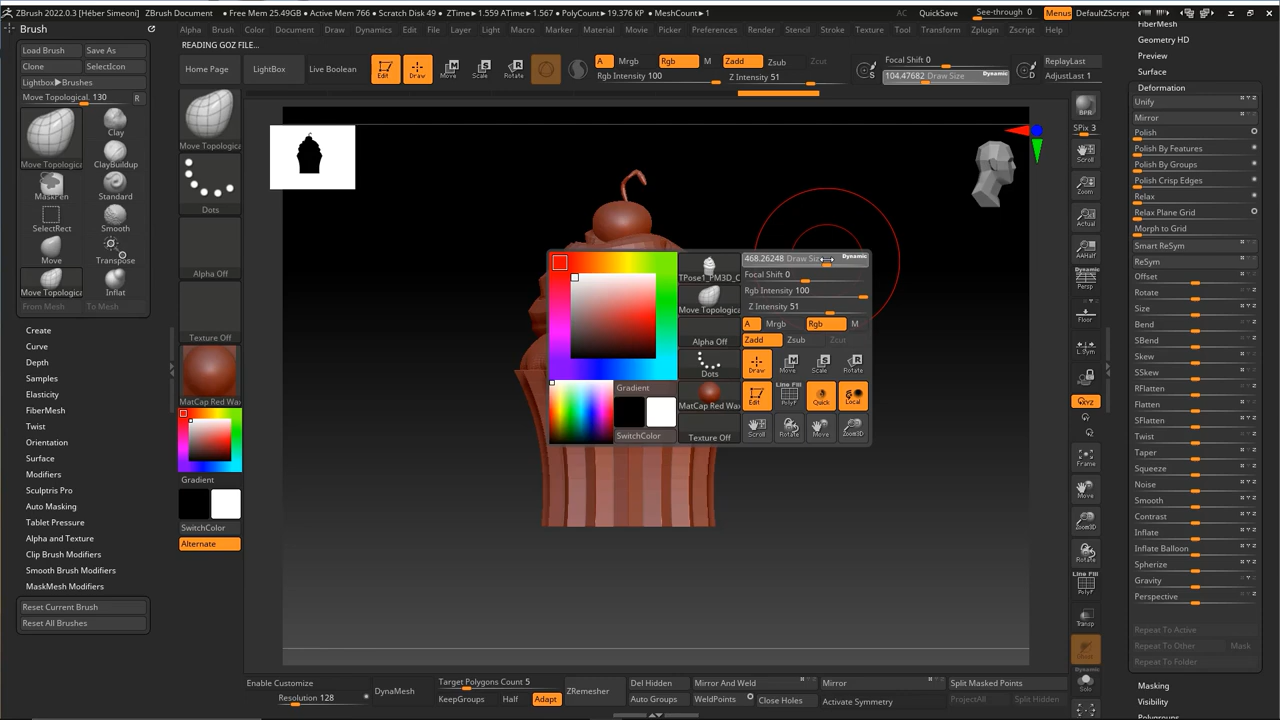 ZBrush 2022.0.3 [Héber Simeoni] ZBrush Document • Free Mem 25.49GB • Active Mem 766 • Scratch Disk 49 • ZTime▸1.559 ATime▸1.567 • PolyCount▸19.376 KP • MeshCount▸1
AC QuickSave See-through 0 Menus DefaultZScript
Brush
Alpha Brush Color Document Draw Dynamics Edit File Layer Light Macro Marker Material Movie Picker Preferences Render Stencil Stroke Texture Tool Transform Zplugin Zscript Help
READING GOZ FILE...
Load Brush Save As
Clone SelectIcon
Lightbox▸Brushes
Move Topological. 130 R
Move Topologica
Clay
ClayBuildup
MaskPen
Standard
SelectRect
Smooth
Move
Transpose
Move Topologica
Inflat
From Mesh To Mesh
Create
Curve
Depth
Samples
Elasticity
FiberMesh
Twist
Orientation
Surface
Modifiers
Sculptris Pro
Auto Masking
Tablet Pressure
Alpha and Texture
Clip Brush Modifiers
Smooth Brush Modifiers
MaskMesh Modifiers
Reset Current Brush
Reset All Brushes
Home Page LightBox Live Boolean
Edit Draw Move Scale Rotate
A Mrgb Rgb M
Rgb Intensity 100
Zadd Zsub
Z Intensity 51
S
Focal Shift 0
104.47682 Draw Size Dynamic
D
ReplayLast
AdjustLast 1
Move Topologica
Dots
Alpha Off
Texture Off
MatCap Red Wax
Gradient
SwitchColor
Alternate
Gradient
SwitchColor
TPose1_PM3D_C
Move Topologica
Alpha Off
Dots
MatCap Red Wax
Texture Off
468.26248 Draw Size Dynamic
Focal Shift 0
Rgb Intensity 100
Z Intensity 51
A Mrgb Rgb M
Zadd Zsub Zcut
Draw Move Scale Rotate
Line Fill
Edit PolyF Quick Local
Scroll Rotate Move Zoom3D
BPR
SPix 3
Scroll
Zoom
Actual
AAHalf
Dynamic
Persp
Floor
L.Sym
XYZ
Frame
Move
Zoom3D
Rotate
Line Fill
PolyF
Transp
Ghost
Dynamic
Solo
FiberMesh
Geometry HD
Preview
Surface
Deformation
Unify
Mirror
Polish
Polish By Features
Polish By Groups
Polish Crisp Edges
Relax
Relax Plane Grid
Morph to Grid
Smart ReSym
ReSym
Offset
Rotate
Size
Bend
SBend
Skew
SSkew
RFlatten
Flatten
SFlatten
Twist
Taper
Squeeze
Noise
Smooth
Contrast
Inflate
Inflate Balloon
Spherize
Gravity
Perspective
Repeat To Active
Repeat To Other Mask
Repeat To Folder
Masking
Visibility
Polygroups
Enable Customize
Resolution 128
DynaMesh
Target Polygons Count 5
KeepGroups Half Adapt
ZRemesher
Del Hidden
Auto Groups
Mirror And Weld
WeldPoints
Close Holes
Mirror
Activate Symmetry
Split Masked Points
ProjectAll Split Hidden